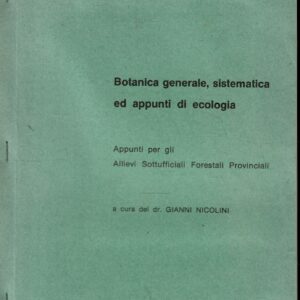 Botanica generale, sistematica
ed appunti di ecologia
Appunti per gli
Allievi Sottufficiali Forestali Provinciali
a cura del dr. GIANNI NICOLINI